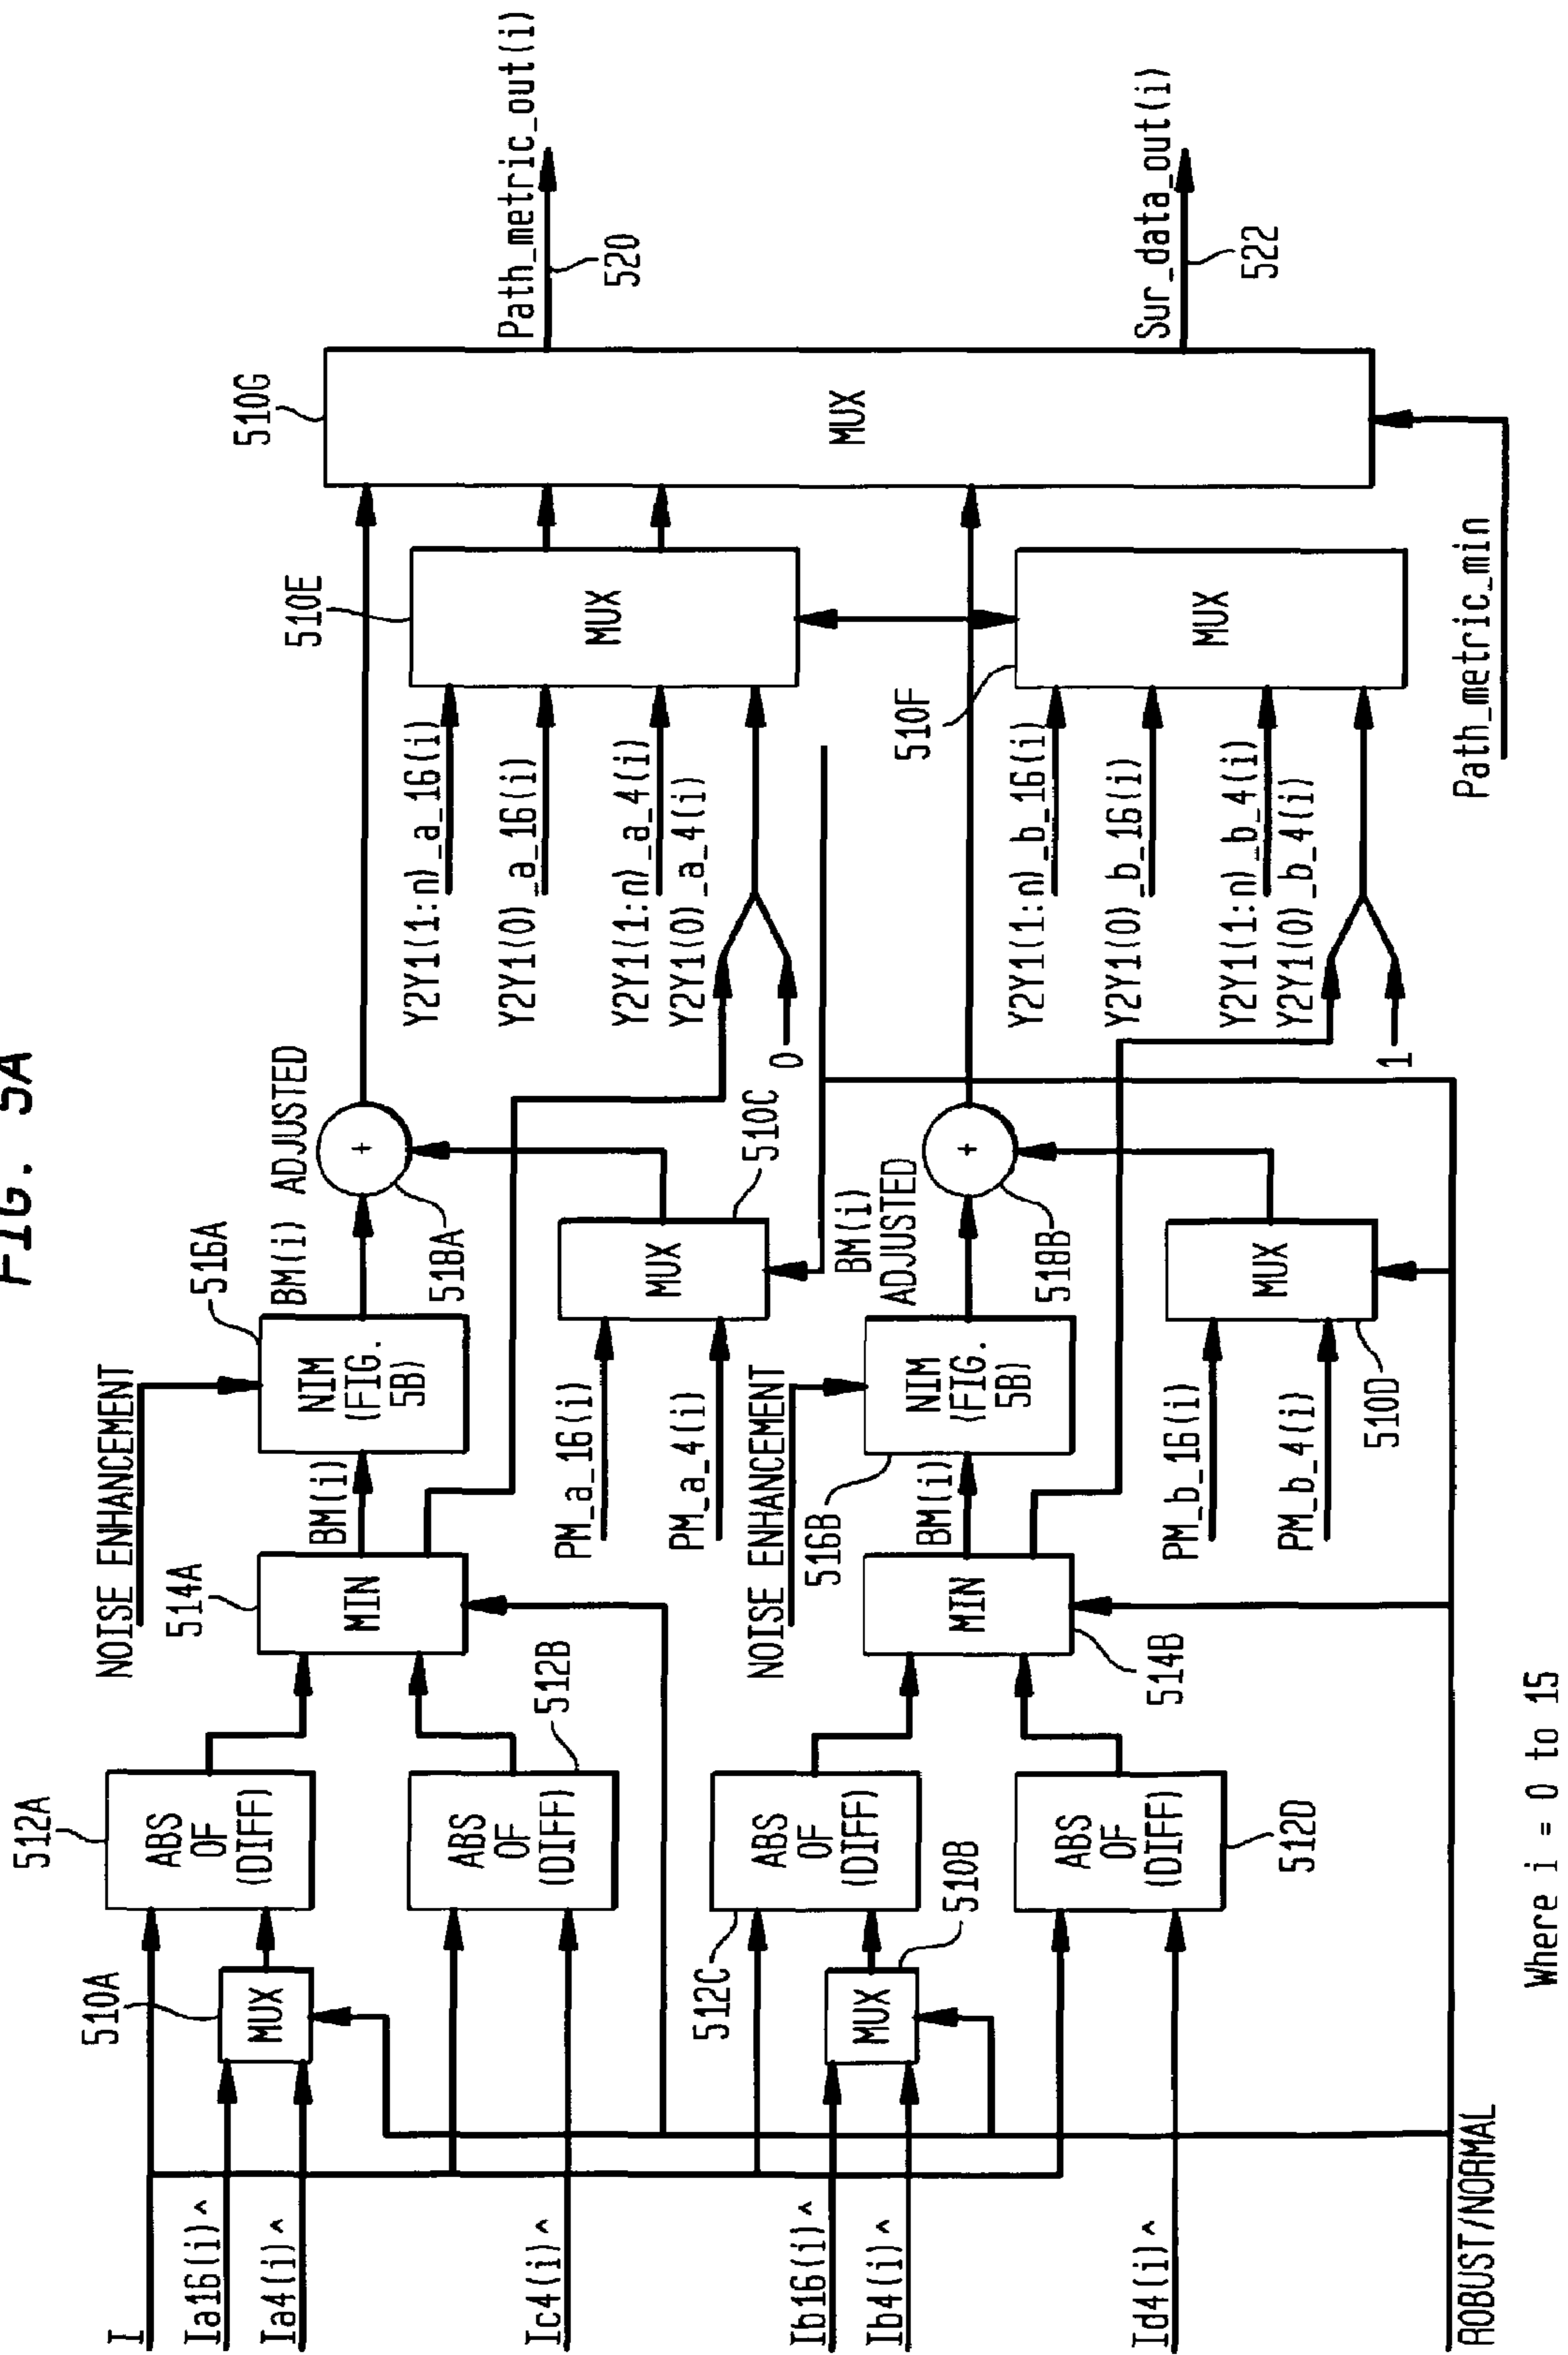 FIG. 5A
I
Ia16(i)^
Ia4(i)^
Ic4(i)^
Ib16(i)^
Ib4(i)^
Id4(i)^
ROBUST/NORMAL
510A
MUX
512A
ABS
OF
(DIFF)
512B
ABS
OF
(DIFF)
512C
ABS
OF
(DIFF)
510B
MUX
512D
ABS
OF
(DIFF)
NOISE ENHANCEMENT
514A
MIN
BM(i)
516A
NIM
(FIG.
5B)
BM(i) ADJUSTED
+
518A
PM_a_16(i)
PM_a_4(i)
MUX
510C
NOISE ENHANCEMENT
514B
MIN
BM(i)
516B
NIM
(FIG.
5B)
BM(i)
ADJUSTED
+
518B
PM_b_16(i)
PM_b_4(i)
MUX
510D
Y2Y1(1:n)_a_16(i)
Y2Y1(0)_a_16(i)
Y2Y1(1:n)_a_4(i)
Y2Y1(0)_a_4(i)
0
510E
MUX
Y2Y1(1:n)_b_16(i)
Y2Y1(0)_b_16(i)
Y2Y1(1:n)_b_4(i)
Y2Y1(0)_b_4(i)
1
510F
MUX
Path_metric_min
510G
MUX
Path_metric_out(i)
520
Sur_data_out(i)
522
Where i = 0 to 15